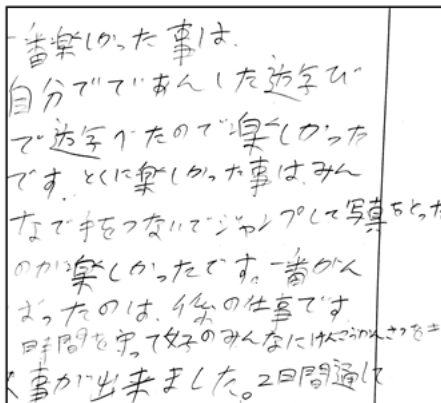 一番楽しかった事は、
自分でていあんした遊び
で遊べたので楽しかった
です。とくに楽しかった事は、みん
なで手をつないでジャンプして写真をとった
のが楽しかったです。一番がん
ばったのは、係の仕事です
時間を守って女子のみんなにけんこうかんさつをき
く事が出来ました。2日間通して